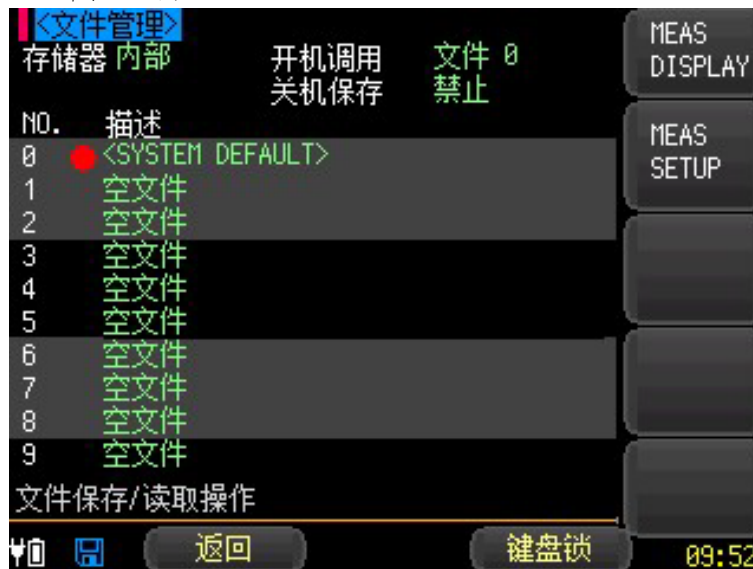 <文件管理>
存储器 内部 开机调用 文件 0
关机保存 禁止
NO. 描述
0 <SYSTEM DEFAULT>
1 空文件
2 空文件
3 空文件
4 空文件
5 空文件
6 空文件
7 空文件
8 空文件
9 空文件
文件保存/读取操作
返回 键盘锁 09:52
MEAS
DISPLAY
MEAS
SETUP